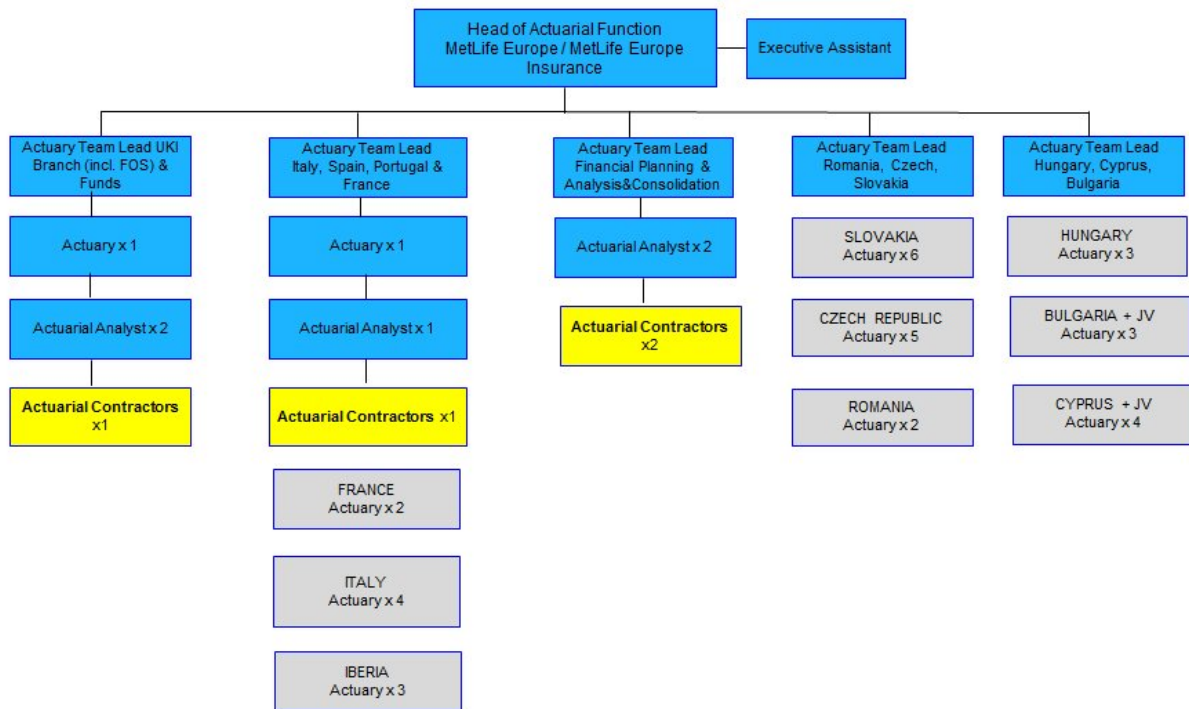 Head of Actuarial Function
MetLife Europe / MetLife Europe
Insurance
Executive Assistant
Actuary Team Lead UKI
Branch (incl. FOS) &
Funds
Actuary x 1
Actuarial Analyst x 2
Actuarial Contractors
x1
Actuary Team Lead
Italy, Spain, Portugal &
France
Actuary x 1
Actuarial Analyst x 1
Actuarial Contractors x1
FRANCE
Actuary x 2
ITALY
Actuary x 4
IBERIA
Actuary x 3
Actuary Team Lead
Financial Planning &
Analysis&Consolidation
Actuarial Analyst x 2
Actuarial Contractors
x2
Actuary Team Lead
Romania, Czech,
Slovakia
SLOVAKIA
Actuary x 6
CZECH REPUBLIC
Actuary x 5
ROMANIA
Actuary x 2
Actuary Team Lead
Hungary, Cyprus,
Bulgaria
HUNGARY
Actuary x 3
BULGARIA + JV
Actuary x 3
CYPRUS + JV
Actuary x 4